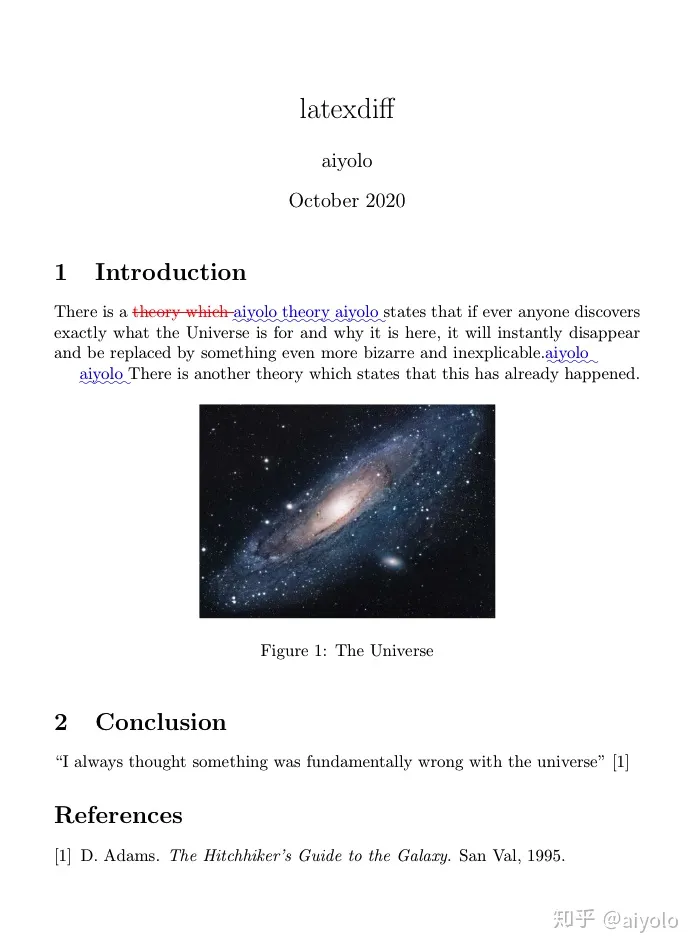 latexdiff
aiyolo
October 2020
1 Introduction
There is a theory which aiyolo theory aiyolo states that if ever anyone discovers
exactly what the Universe is for and why it is here, it will instantly disappear
and be replaced by something even more bizarre and inexplicable.aiyolo
aiyolo There is another theory which states that this has already happened.
Figure 1: The Universe
2 Conclusion
“I always thought something was fundamentally wrong with the universe” [1]
References
[1] D. Adams. The Hitchhiker's Guide to the Galaxy. San Val, 1995.
知乎 @aiyolo